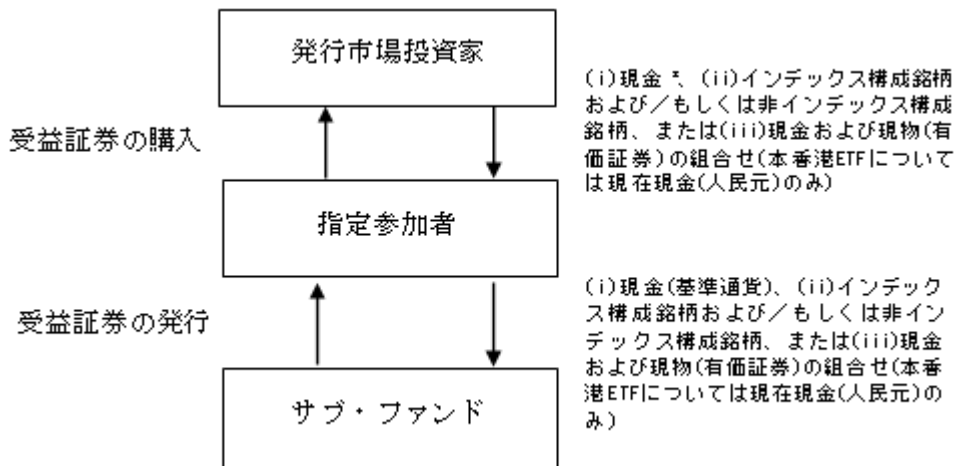 発行市場投資家
(i)現金*、(ii)インデックス構成銘柄
および／もしくは非インデックス構成
銘柄、または(iii)現金および現物(有
価証券)の組合せ(本香港ETFについて
は現在現金(人民元)のみ)
受益証券の購入
指定参加者
(i)現金(基準通貨)、(ii)インデック
ス構成銘柄および／もしくは非イン
デックス構成銘柄、または(iii)現金
および現物(有価証券)の組合せ(本香
港ETFについては現在現金(人民元)の
み)
受益証券の発行
サブ・ファンド